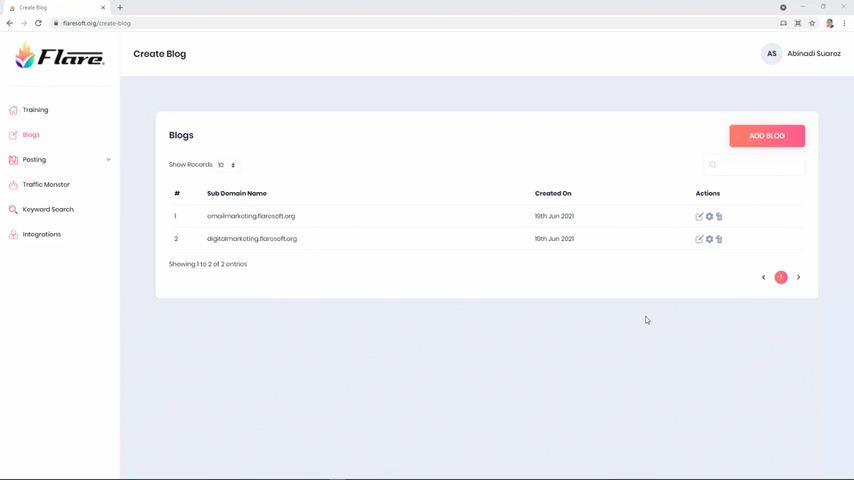 Create Blog
flaresoft.org/create-blog
Flare.
Create Blog
AS
Abinadi Suarez
Training
Blogs
Posting
Traffic Monster
Keyword Search
Integrations
Blogs
ADD BLOG
Show Records 10
# Sub Domain Name Created On Actions
1 emailmarketing.flaresoft.org 19th Jun 2021
2 digitalmarketing.flaresoft.org 19th Jun 2021
Showing 1 to 2 of 2 entries
1